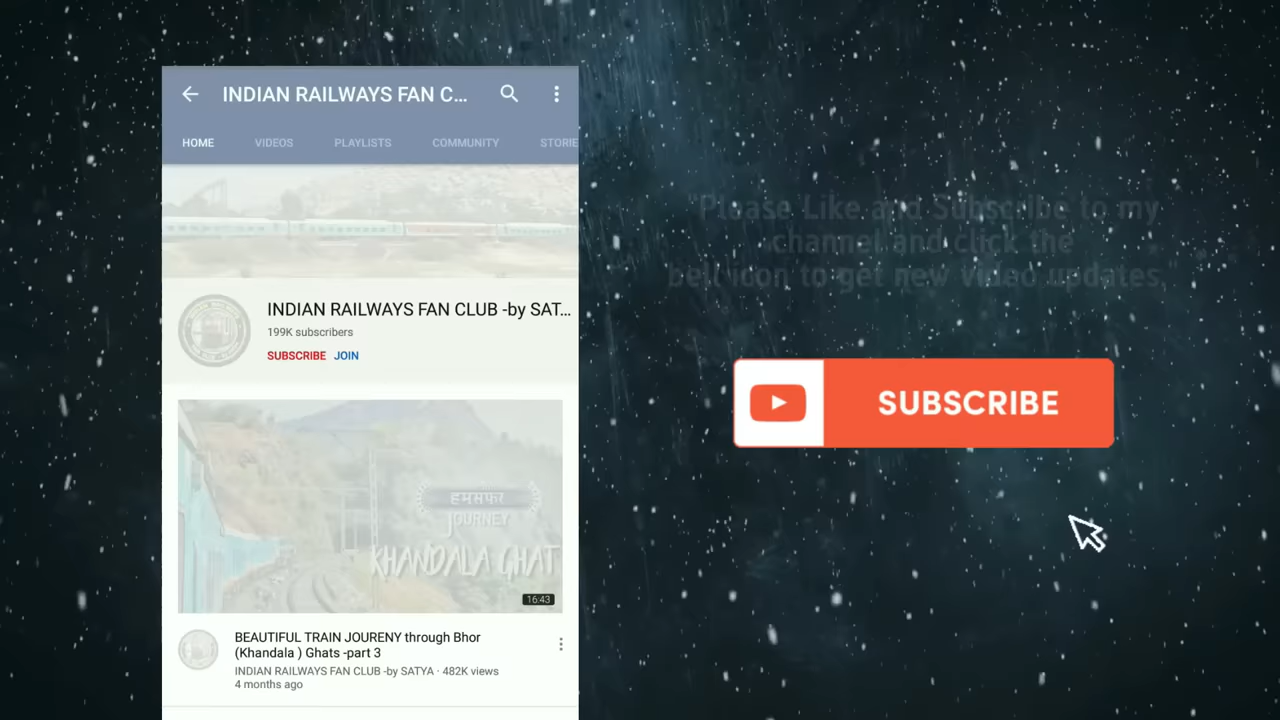 INDIAN RAILWAYS FAN C...
HOME VIDEOS PLAYLISTS COMMUNITY STORIE
INDIAN RAILWAYS FAN CLUB -by SAT...
199K subscribers
SUBSCRIBE JOIN
हमसफर
JOURNEY
KHANDALA GHAT
16:43
BEAUTIFUL TRAIN JOURENY through Bhor
(Khandala ) Ghats -part 3
INDIAN RAILWAYS FAN CLUB -by SATYA · 482K views
4 months ago
"Please Like and Subscribe to my
channel and click the
bell icon to get new video updates."
SUBSCRIBE